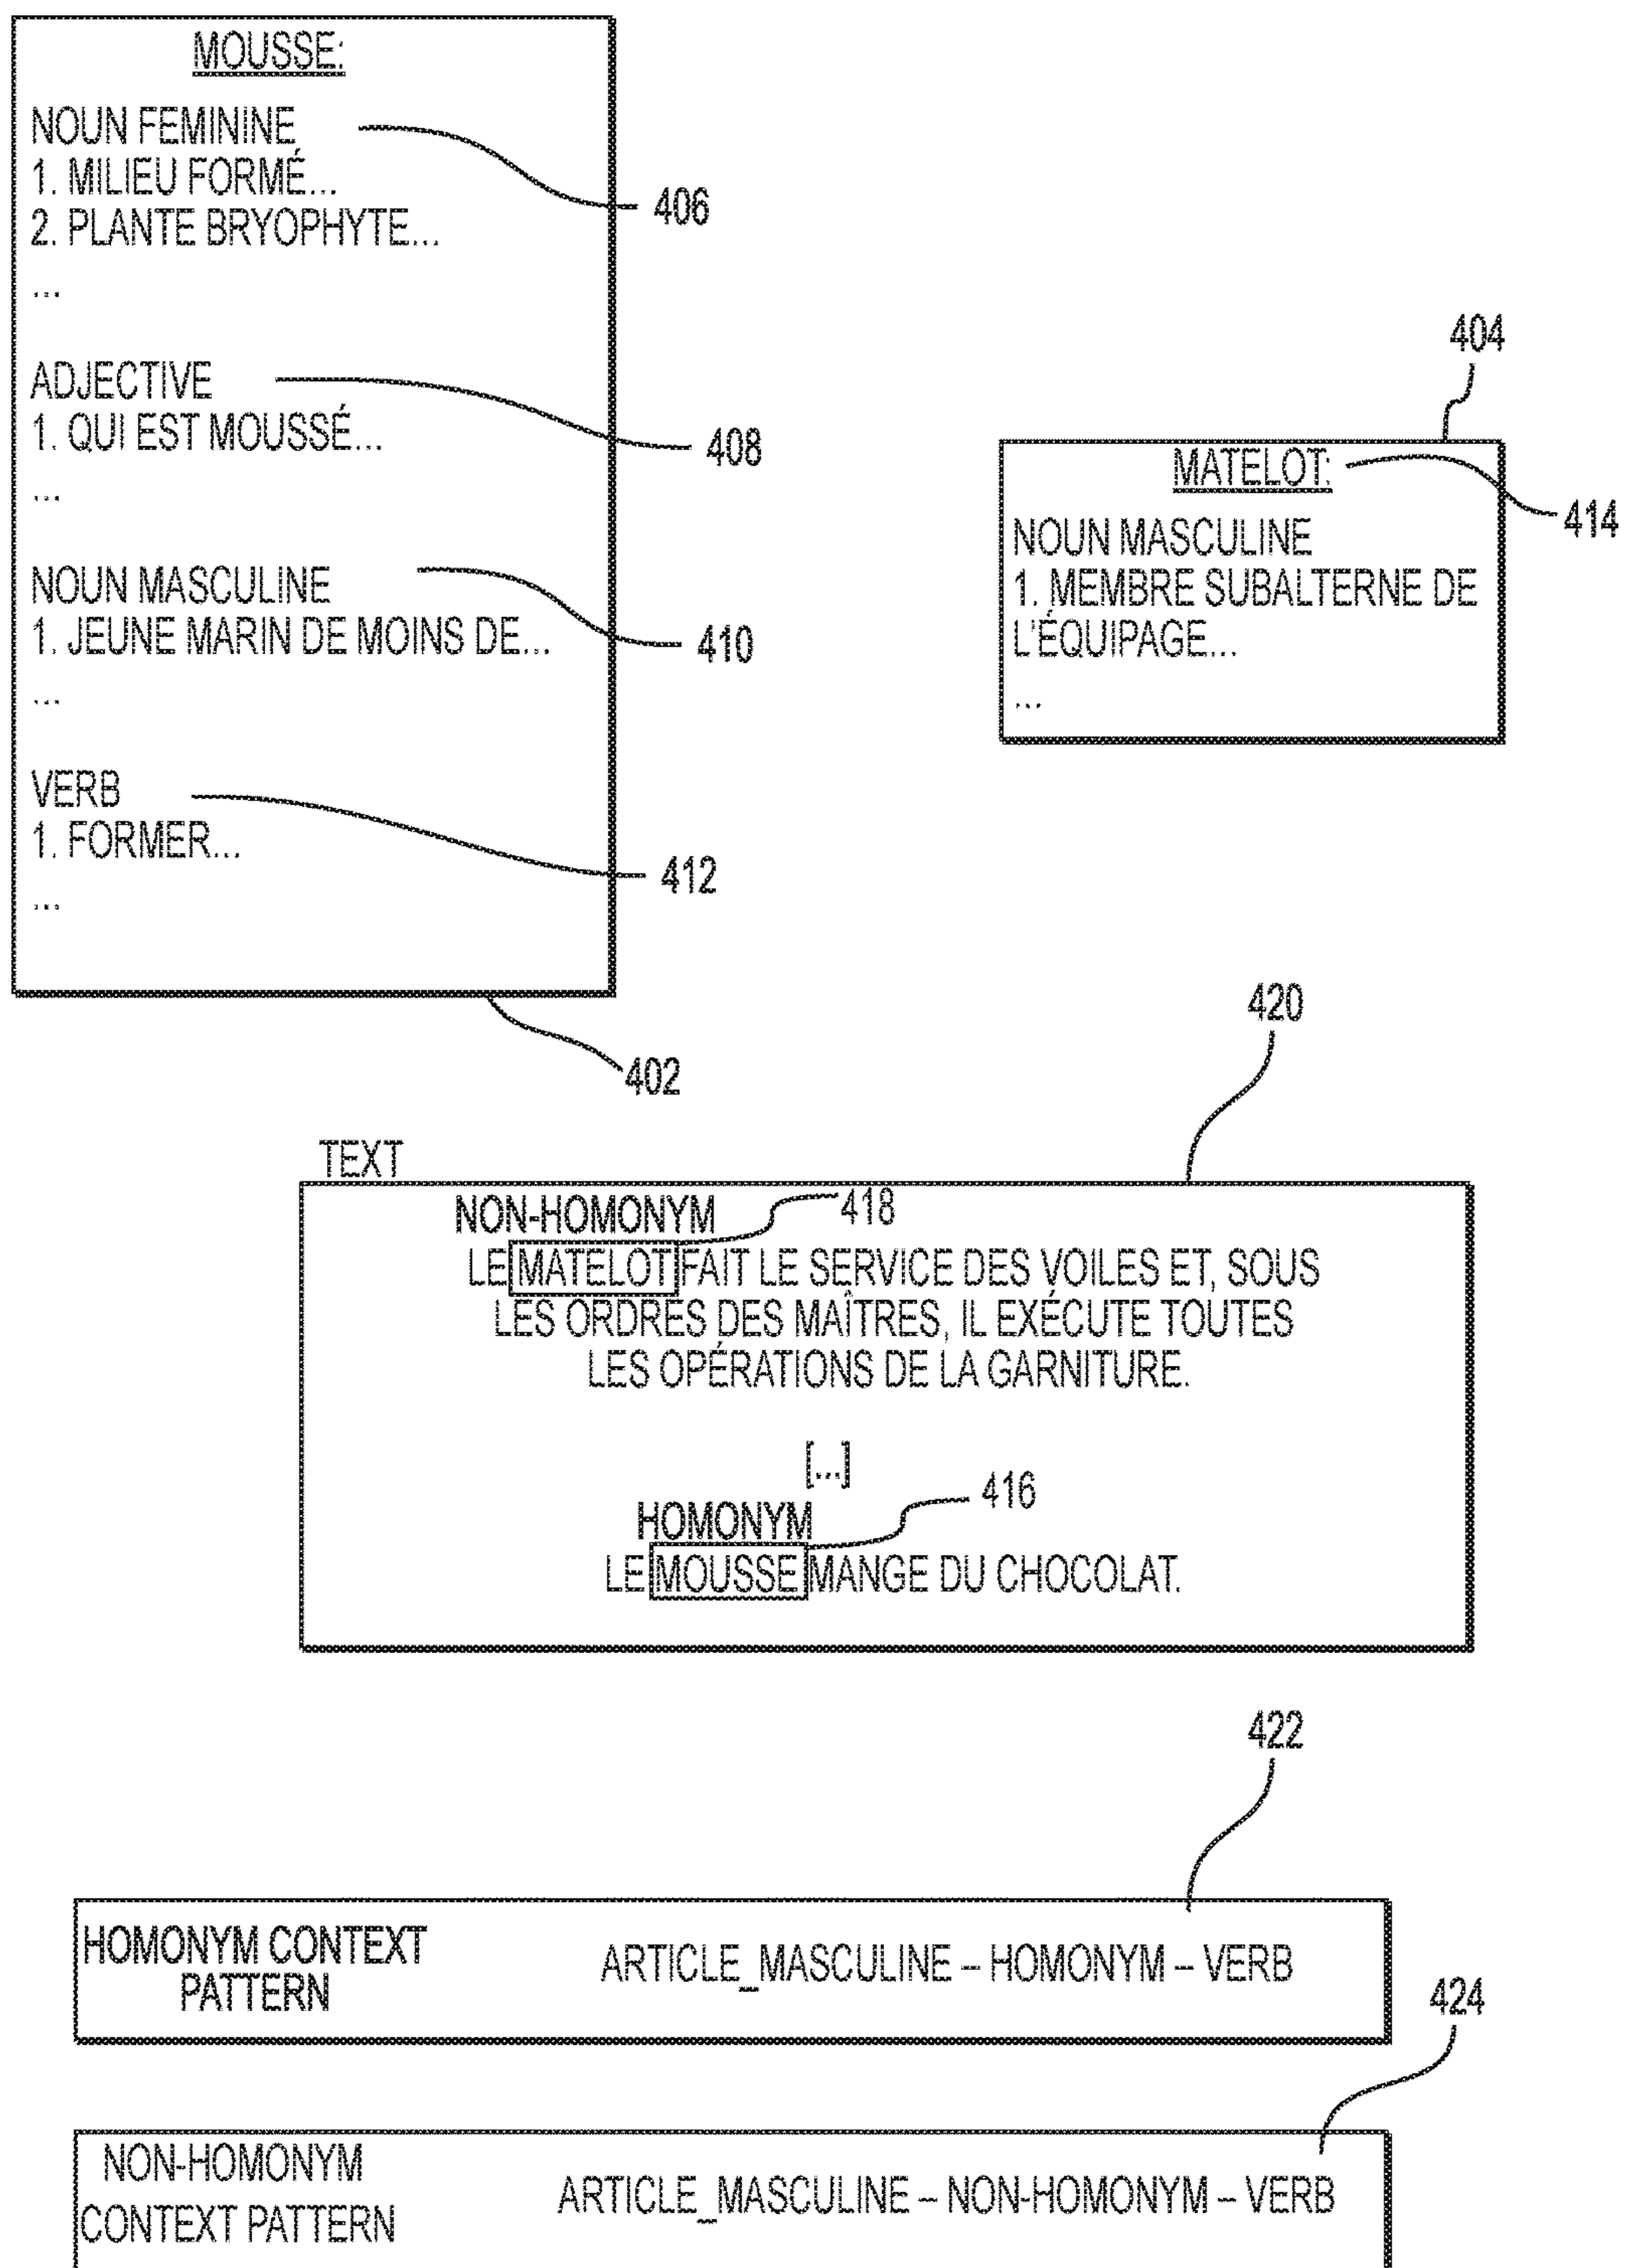 MOUSSE:
NOUN FEMININE
1. MILIEU FORMÉ...
2. PLANTE BRYOPHYTE...
...
406
ADJECTIVE
1. QUI EST MOUSSÉ...
...
408
NOUN MASCULINE
1. JEUNE MARIN DE MOINS DE...
...
410
VERB
1. FORMER...
...
412
402
404
MATELOT:
414
NOUN MASCULINE
1. MEMBRE SUBALTERNE DE
L'ÉQUIPAGE...
...
420
TEXT
NON-HOMONYM
418
LE MATELOT FAIT LE SERVICE DES VOILES ET, SOUS
LES ORDRES DES MAÎTRES, IL EXÉCUTE TOUTES
LES OPÉRATIONS DE LA GARNITURE.
[...]
416
HOMONYM
LE MOUSSE MANGE DU CHOCOLAT.
422
HOMONYM CONTEXT
PATTERN
ARTICLE_MASCULINE – HOMONYM – VERB
424
NON-HOMONYM
CONTEXT PATTERN
ARTICLE_MASCULINE – NON-HOMONYM – VERB